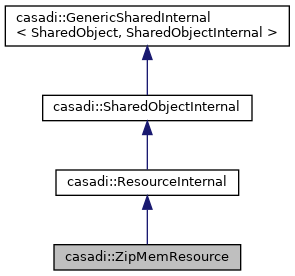 casadi::GenericSharedInternal
< SharedObject, SharedObjectInternal >
casadi::SharedObjectInternal
casadi::ResourceInternal
casadi::ZipMemResource